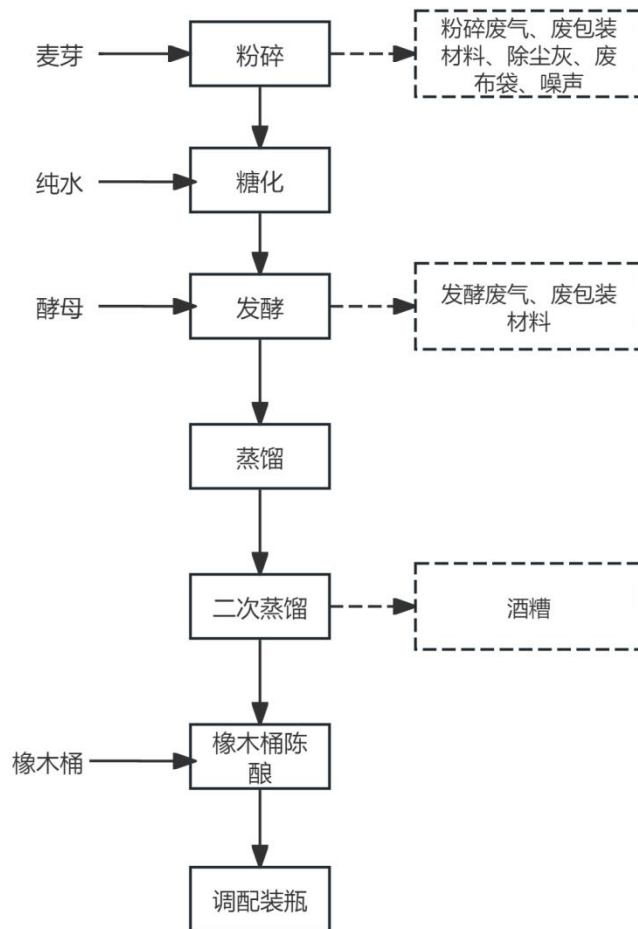 麦芽
粉碎
粉碎废气、废包装
材料、除尘灰、废
布袋、噪声
纯水
糖化
酵母
发酵
发酵废气、废包装
材料
蒸馏
二次蒸馏
酒糟
橡木桶
橡木桶陈
酿
调配装瓶